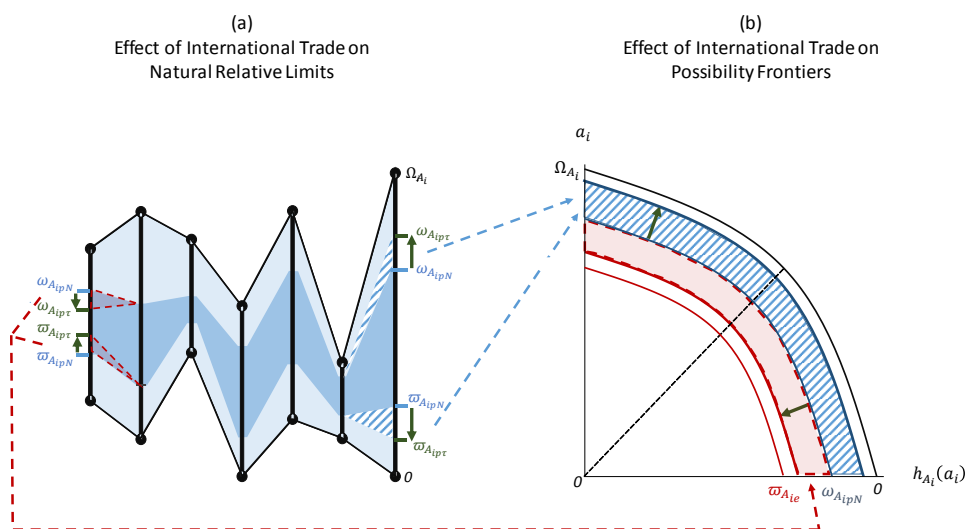 (a)
Effect of International Trade on
Natural Relative Limits
(b)
Effect of International Trade on
Possibility Frontiers
a_i
Ω_{A_i}
Ω_{A_i}
ω_{A_{ipτ}}
ω_{A_{ipN}}
ω_{A_{ipN}}
ω_{A_{ipτ}}
ϖ_{A_{ipτ}}
ϖ_{A_{ipN}}
ϖ_{A_{ipN}}
ϖ_{A_{ipτ}}
0
0
ϖ_{A_{ie}}
ω_{A_{ipN}}
0
h_{A_i}(a_i)